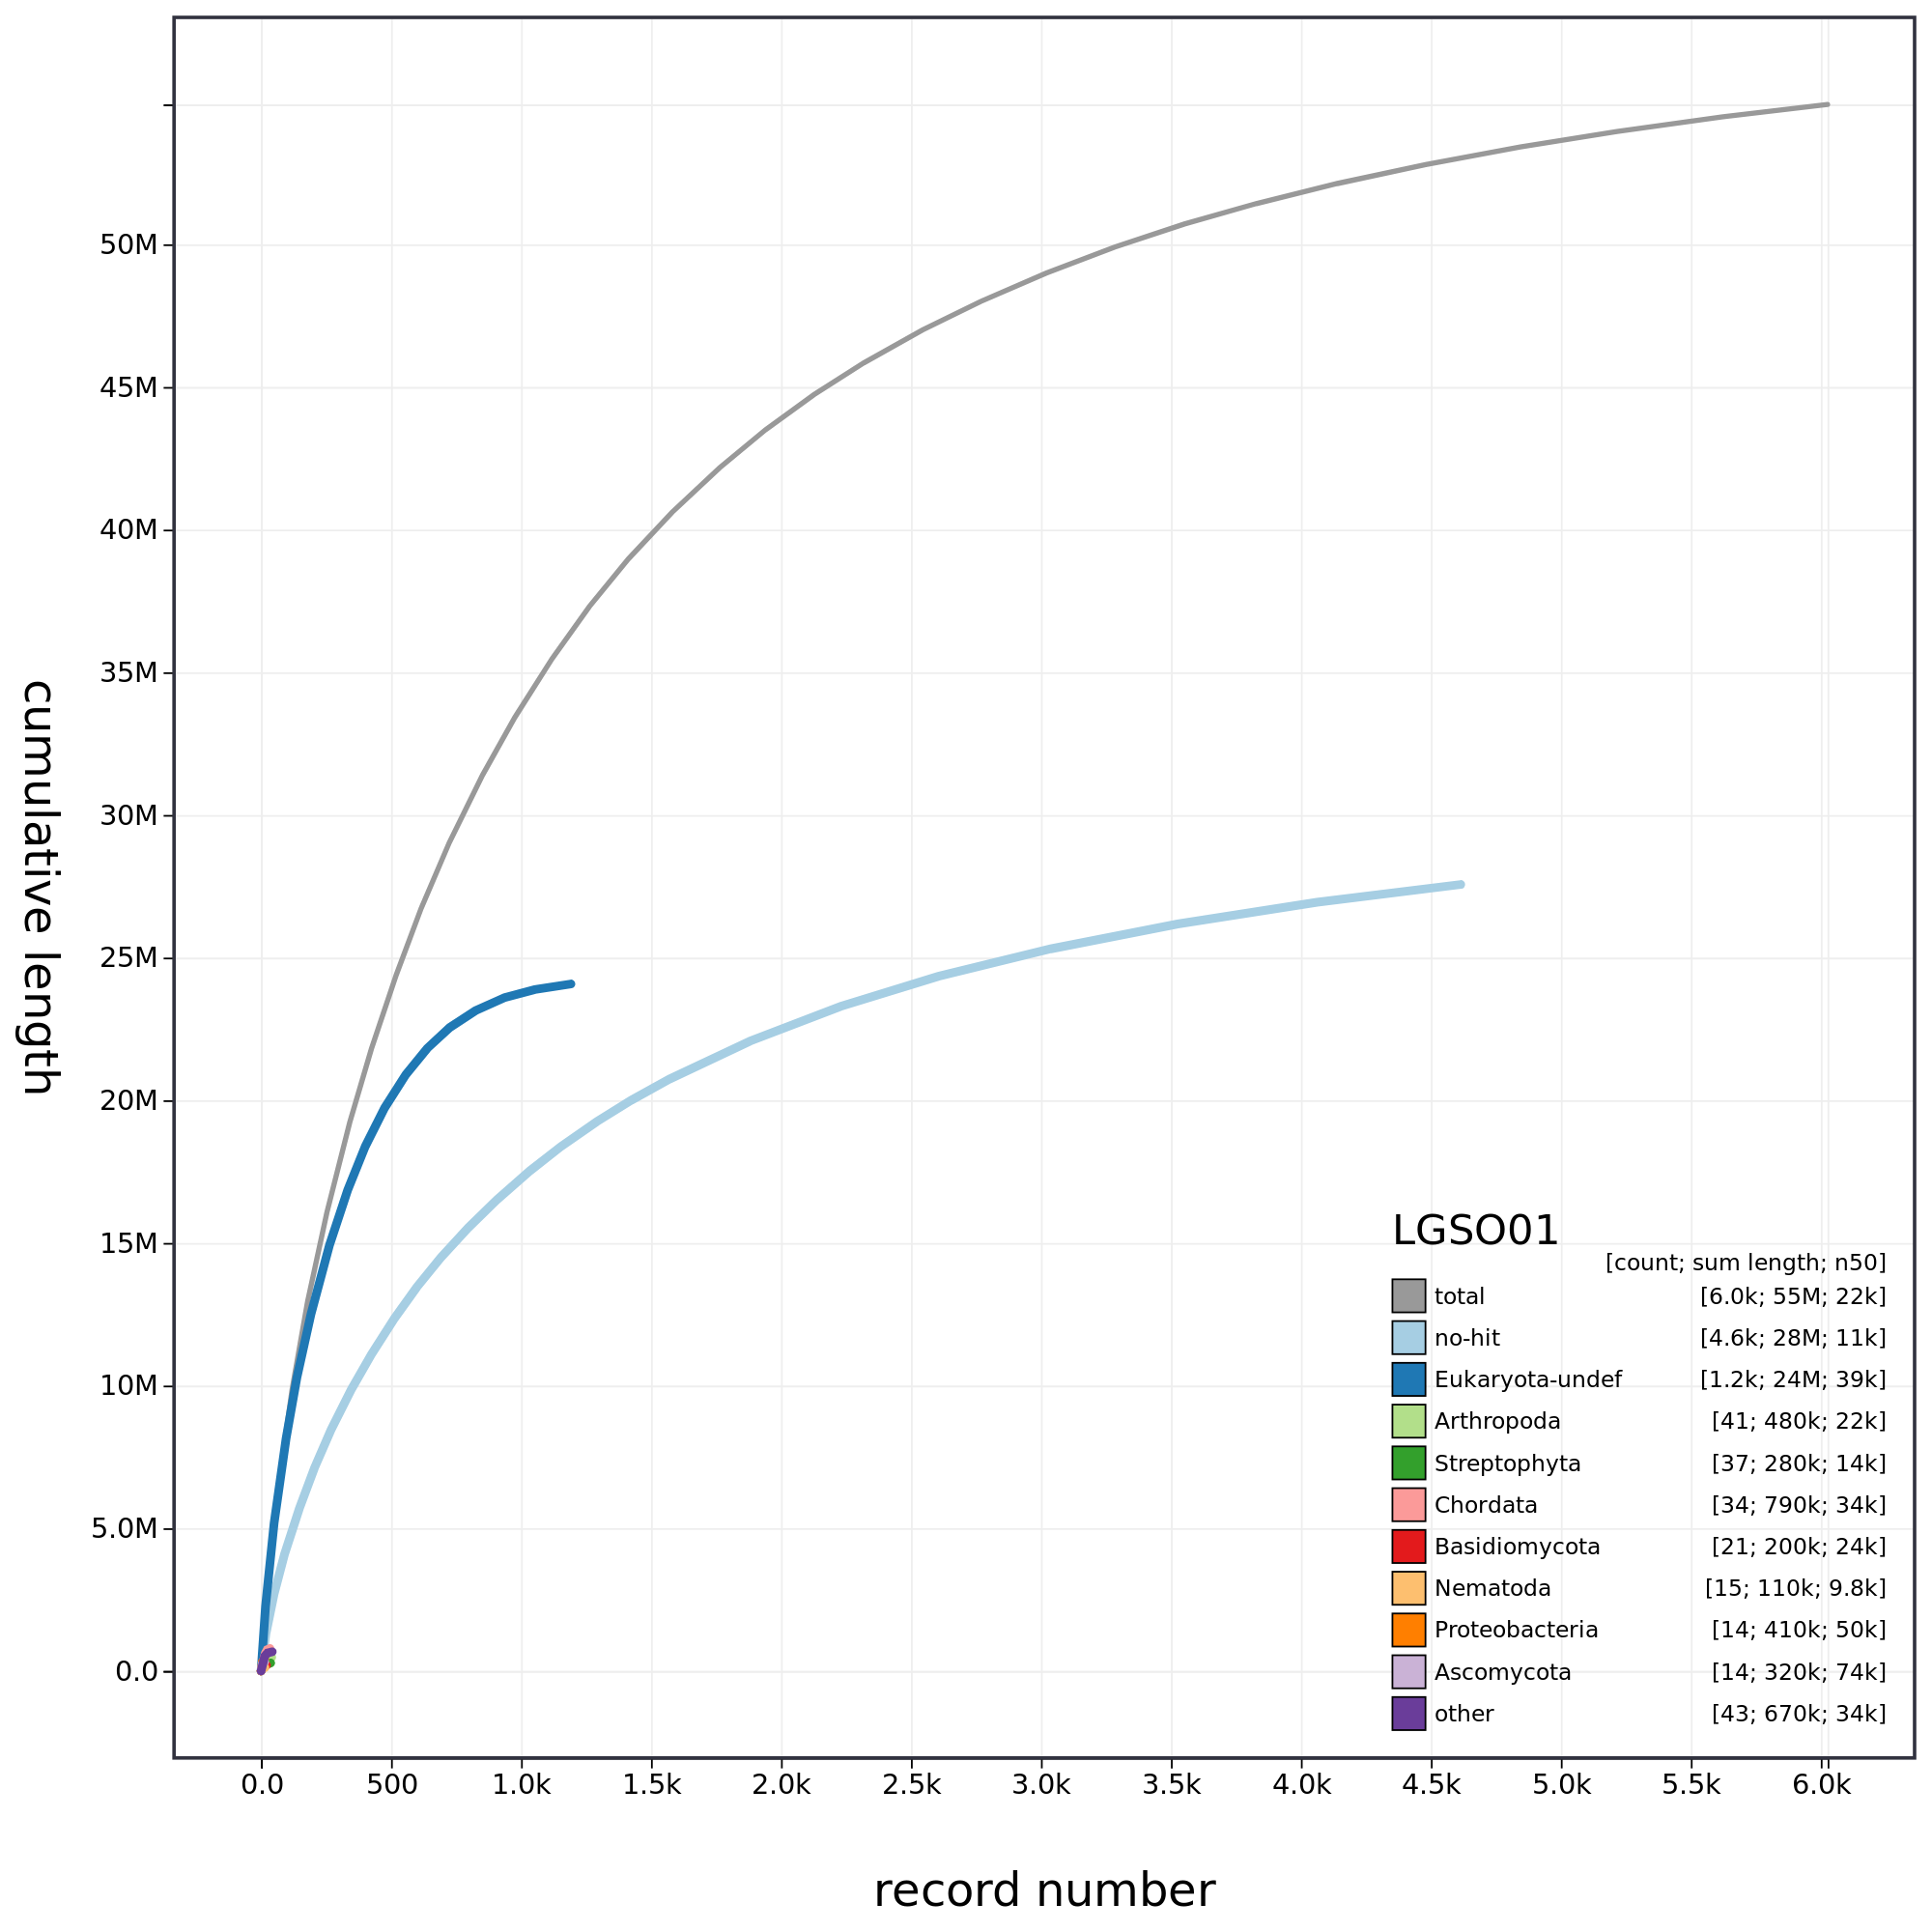 cumulative length
50M
45M
40M
35M
30M
25M
20M
15M
10M
5.0M
0.0
LGSO01
[count; sum length; n50]
total [6.0k; 55M; 22k]
no-hit [4.6k; 28M; 11k]
Eukaryota-undef [1.2k; 24M; 39k]
Arthropoda [41; 480k; 22k]
Streptophyta [37; 280k; 14k]
Chordata [34; 790k; 34k]
Basidiomycota [21; 200k; 24k]
Nematoda [15; 110k; 9.8k]
Proteobacteria [14; 410k; 50k]
Ascomycota [14; 320k; 74k]
other [43; 670k; 34k]
0.0 500 1.0k 1.5k 2.0k 2.5k 3.0k 3.5k 4.0k 4.5k 5.0k 5.5k 6.0k
record number